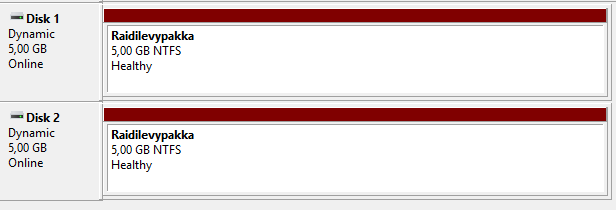 Disk 1
Dynamic
5,00 GB
Online
Raidilevypakka
5,00 GB NTFS
Healthy
Disk 2
Dynamic
5,00 GB
Online
Raidilevypakka
5,00 GB NTFS
Healthy